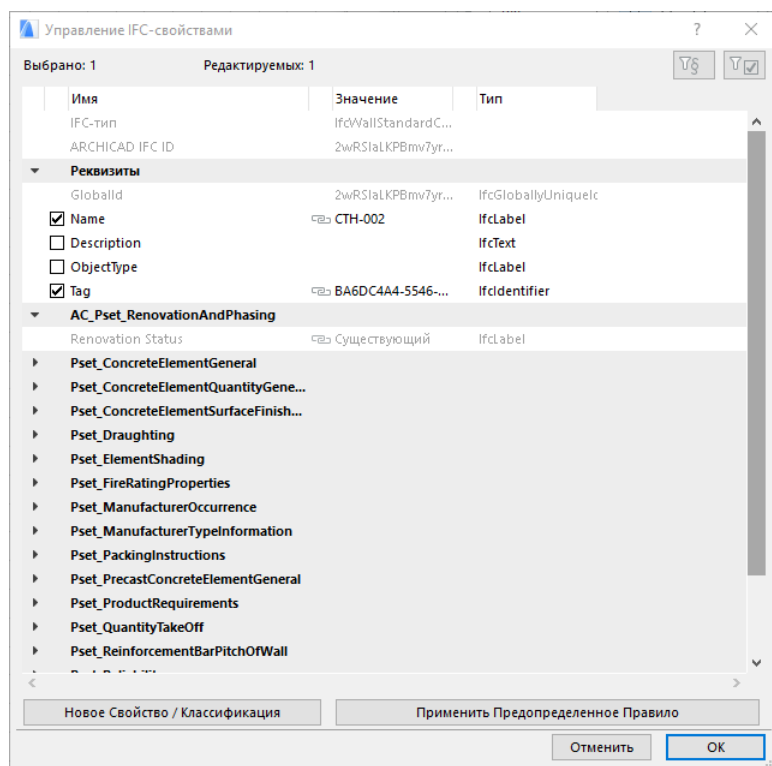 Управление IFC-свойствами ? ×
Выбрано: 1 Редактируемых: 1
Имя Значение Тип
IFC-тип IfcWallStandardC...
ARCHICAD IFC ID 2wRSIaLKPBmv7yr...
Реквизиты
GlobalId 2wRSIaLKPBmv7yr... IfcGloballyUniqueIc
Name СТН-002 IfcLabel
Description IfcText
ObjectType IfcLabel
Tag BA6DC4A4-5546-... IfcIdentifier
AC_Pset_RenovationAndPhasing
Renovation Status Существующий IfcLabel
Pset_ConcreteElementGeneral
Pset_ConcreteElementQuantityGene...
Pset_ConcreteElementSurfaceFinish...
Pset_Draughting
Pset_ElementShading
Pset_FireRatingProperties
Pset_ManufacturerOccurrence
Pset_ManufacturerTypeInformation
Pset_PackingInstructions
Pset_PrecastConcreteElementGeneral
Pset_ProductRequirements
Pset_QuantityTakeOff
Pset_ReinforcementBarPitchOfWall
Новое Свойство / Классификация Применить Предопределенное Правило
Отменить OK